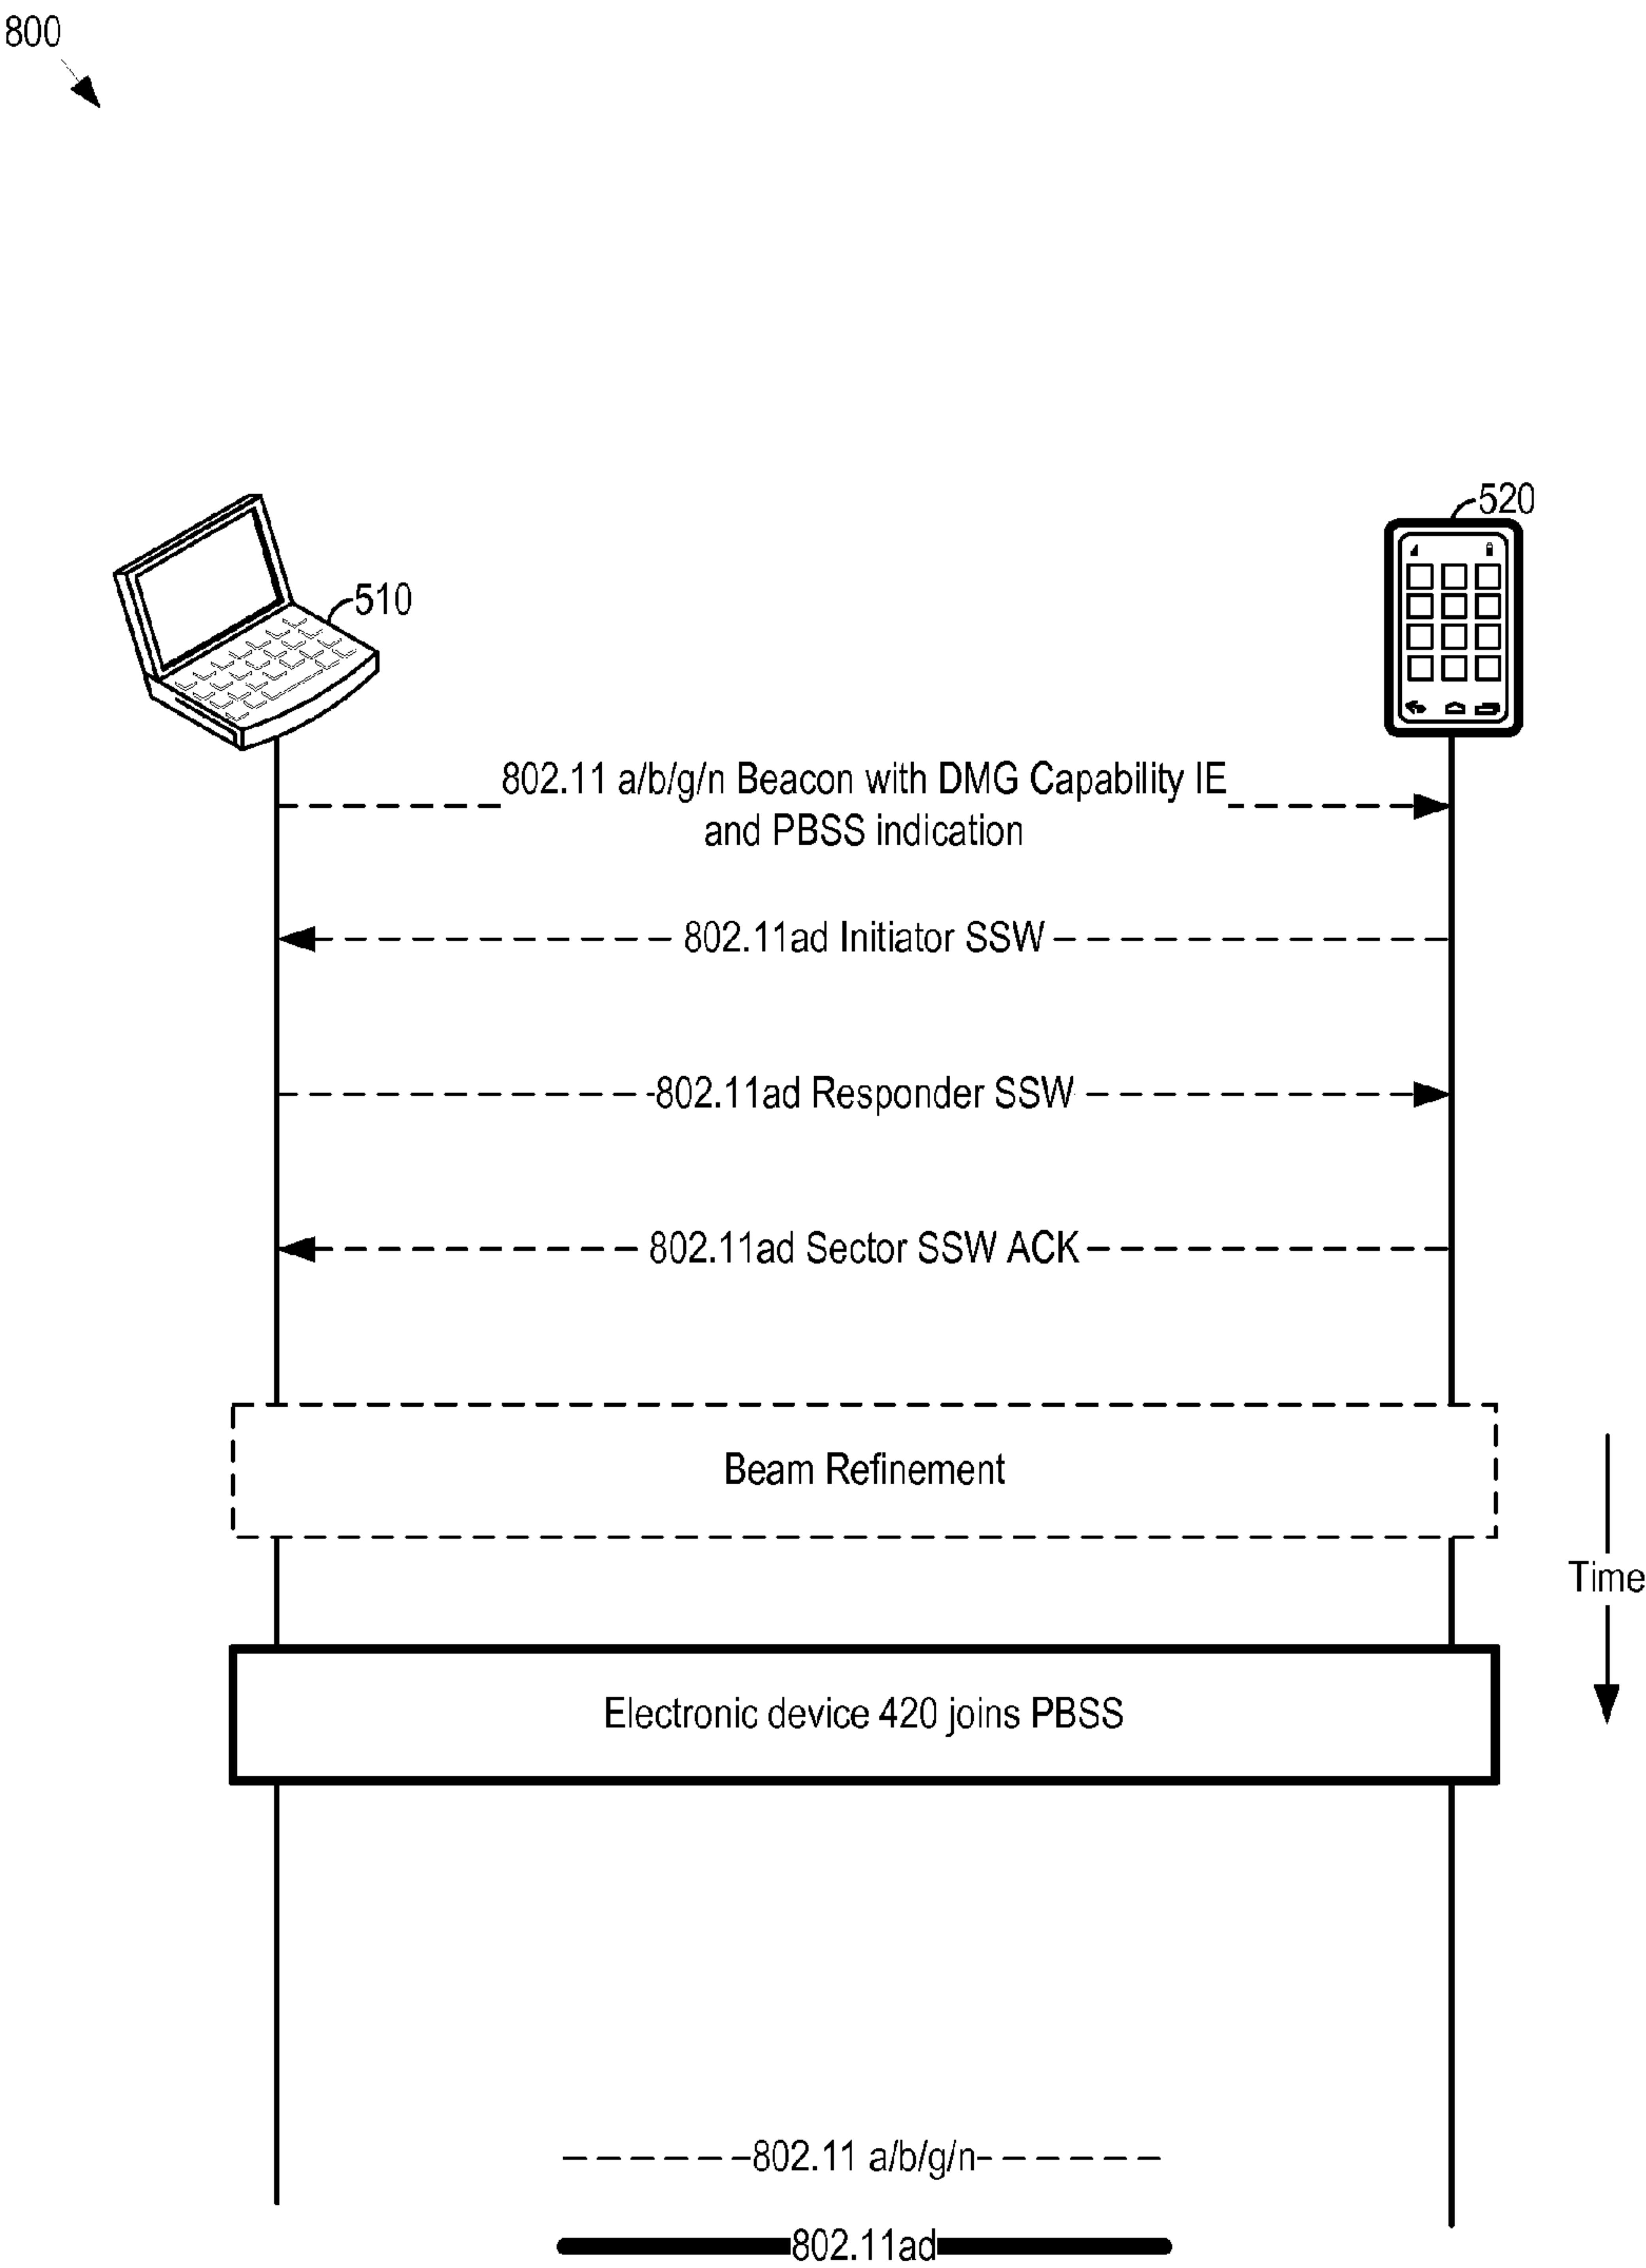 800
520
510
802.11 a/b/g/n Beacon with DMG Capability IE
and PBSS indication
802.11ad Initiator SSW
802.11ad Responder SSW
802.11ad Sector SSW ACK
Beam Refinement
Time
Electronic device 420 joins PBSS
802.11 a/b/g/n
802.11ad